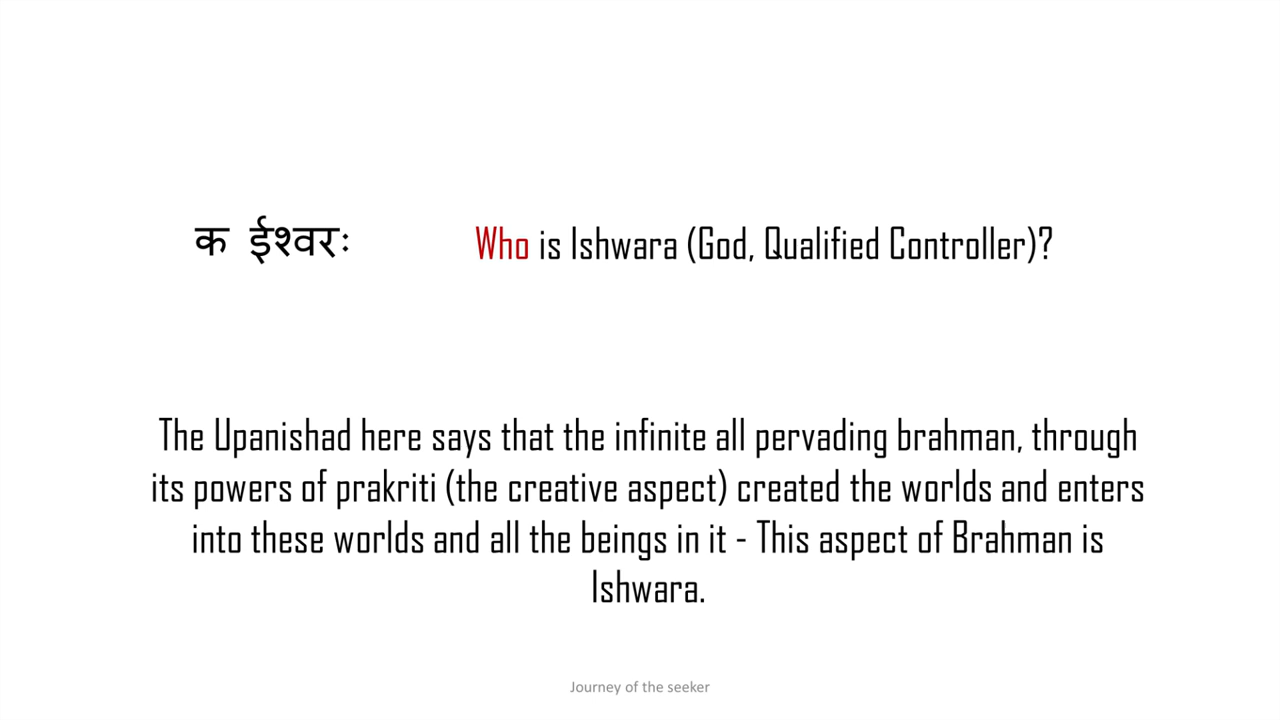 क ईश्वरः Who is Ishwara (God, Qualified Controller)?
The Upanishad here says that the infinite all pervading brahman, through
its powers of prakriti (the creative aspect) created the worlds and enters
into these worlds and all the beings in it - This aspect of Brahman is
Ishwara.
Journey of the seeker